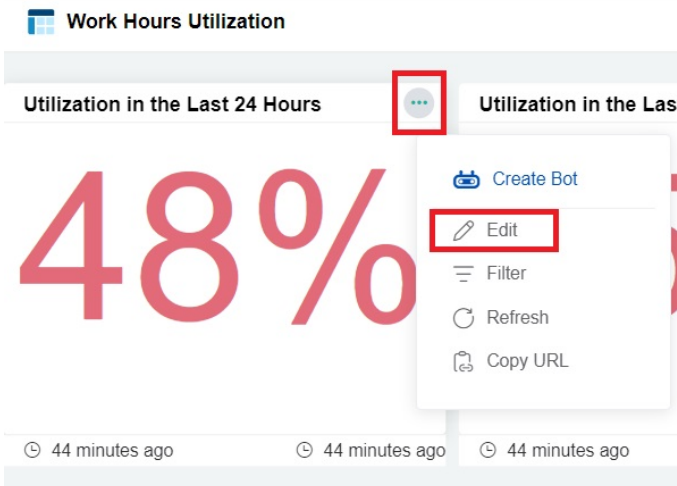 Work Hours Utilization
Utilization in the Last 24 Hours
Utilization in the Las
48%
Create Bot
Edit
Filter
Refresh
Copy URL
44 minutes ago
44 minutes ago
44 minutes ago